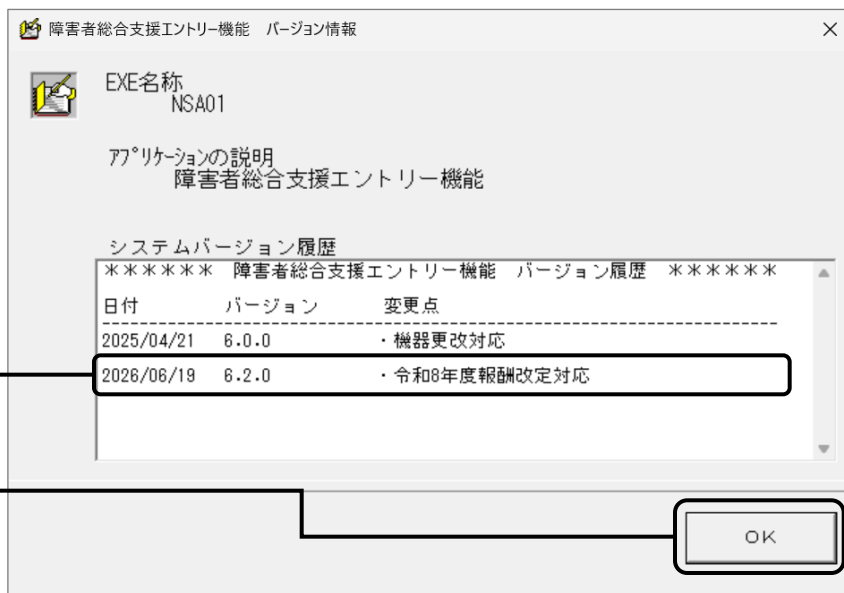 障害者総合支援ｴﾝﾄﾘｰ機能　ﾊﾞｰｼﾞｮﾝ情報
EXE名称
NSA01
ｱﾌﾟﾘｹｰｼｮﾝの説明
障害者総合支援エントリー機能
システムバージョン履歴
＊＊＊＊＊＊　障害者総合支援エントリー機能　バージョン履歴　＊＊＊＊＊＊
日付　バージョン　変更点
--------------------------------------------------------------------------------
2025/04/21　6.0.0　・機器更改対応
2026/06/19　6.2.0　・令和8年度報酬改定対応
OK